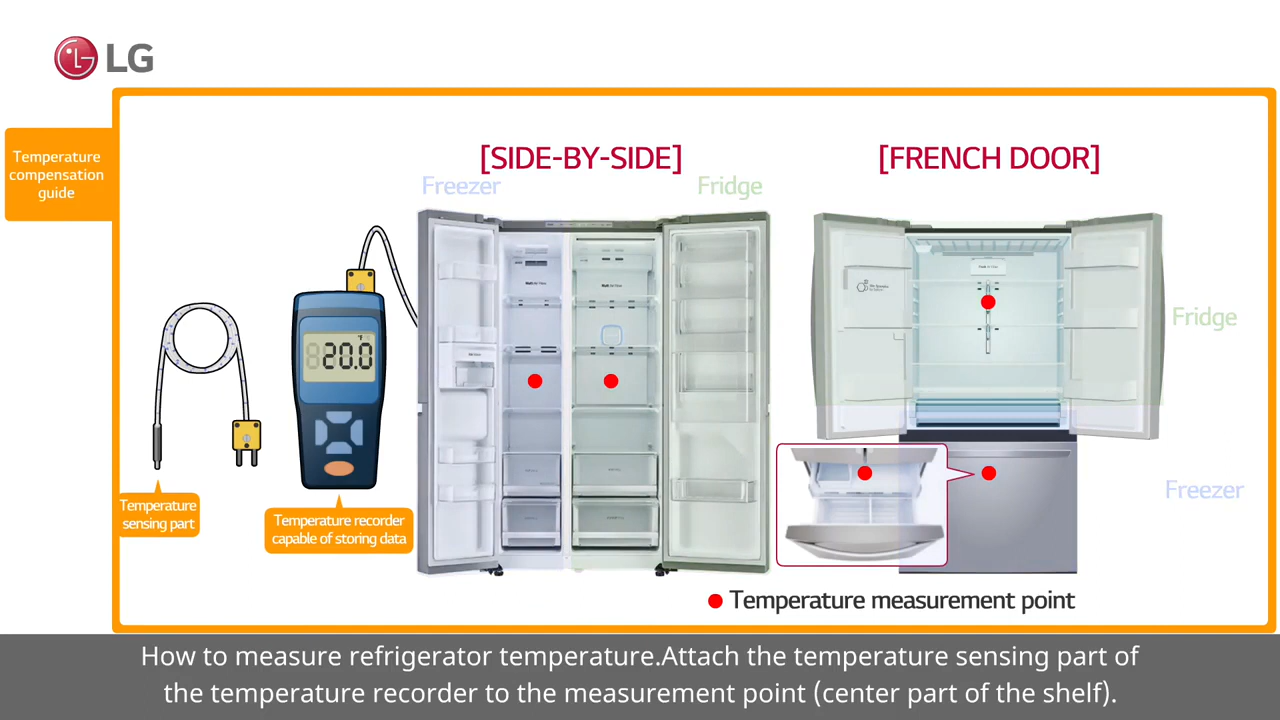 LG
Temperature
compensation
guide
[SIDE-BY-SIDE]
[FRENCH DOOR]
Freezer
Fridge
20.0
Fridge
Freezer
Temperature
sensing part
Temperature recorder
capable of storing data
Temperature measurement point
How to measure refrigerator temperature.Attach the temperature sensing part of
the temperature recorder to the measurement point (center part of the shelf).